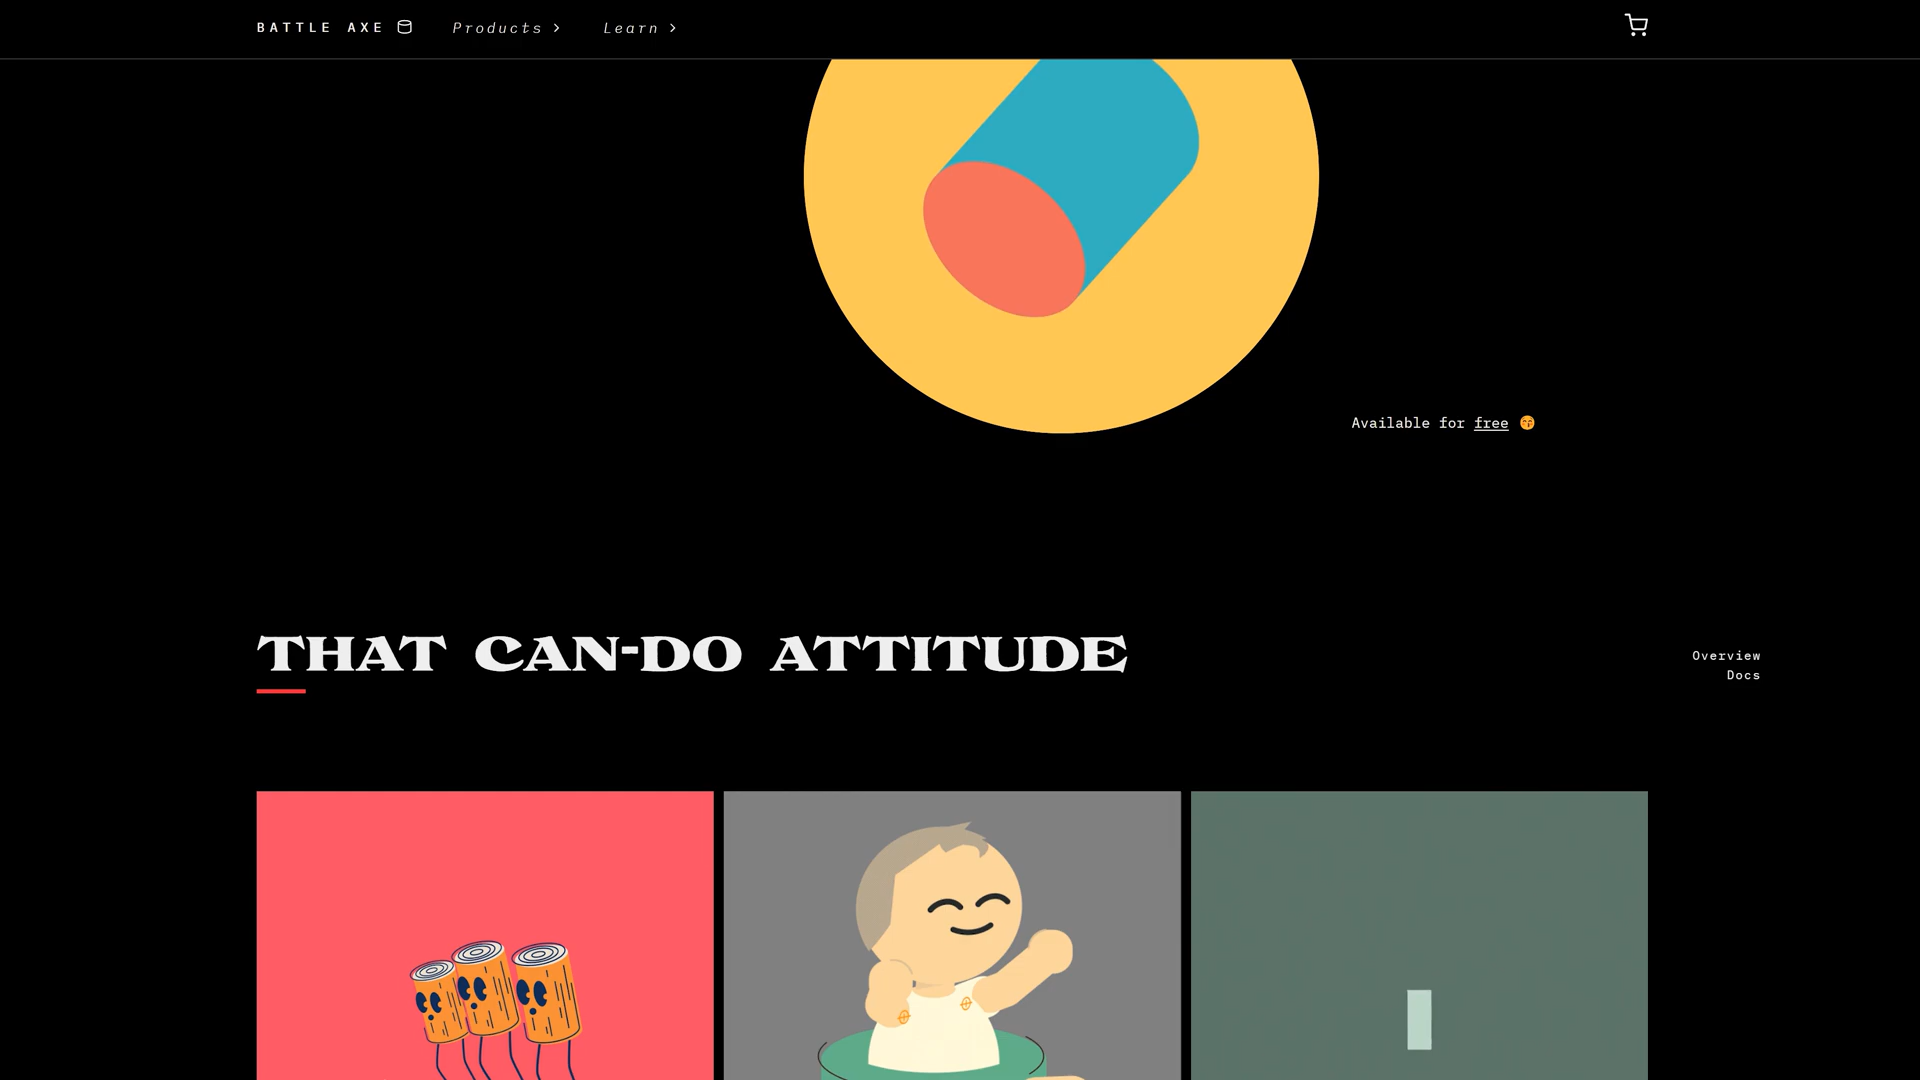 BATTLE AXE
Products
Learn
Available for free
THAT CAN-DO ATTITUDE
Overview
Docs